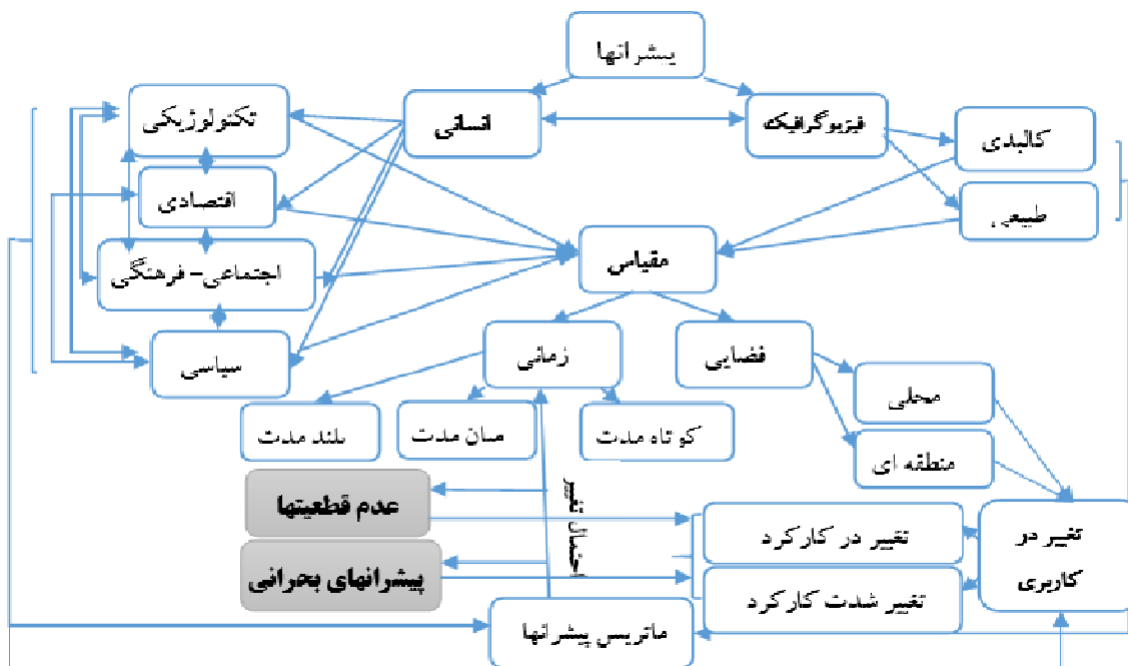 پیشرانها
تکنولوژیکی
انسانی
فیزیوگرافیک
کالبدی
اقتصادی
طبیعی
اجتماعی- فرهنگی
مقیاس
سیاسی
زمانی
فضایی
محلی
بلند مدت
میان مدت
کوتاه مدت
منطقه ای
عدم قطعیتها
احتمال تغییر
تغییر در کارکرد
تغییر در
کاربری
پیشرانهای بحرانی
تغییر شدت کارکرد
ماتریس پیشرانها